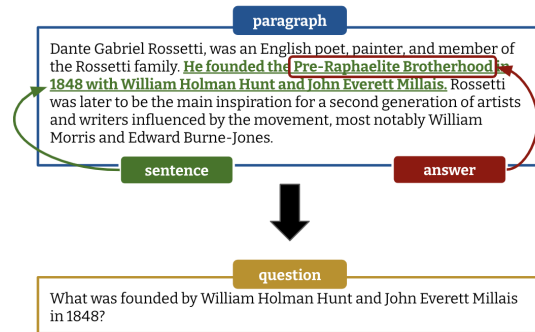 paragraph
Dante Gabriel Rossetti, was an English poet, painter, and member of
the Rossetti family. He founded the Pre-Raphaelite Brotherhood in
1848 with William Holman Hunt and John Everett Millais. Rossetti
was later to be the main inspiration for a second generation of artists
and writers influenced by the movement, most notably William
Morris and Edward Burne-Jones.
sentence
answer
question
What was founded by William Holman Hunt and John Everett Millais
in 1848?